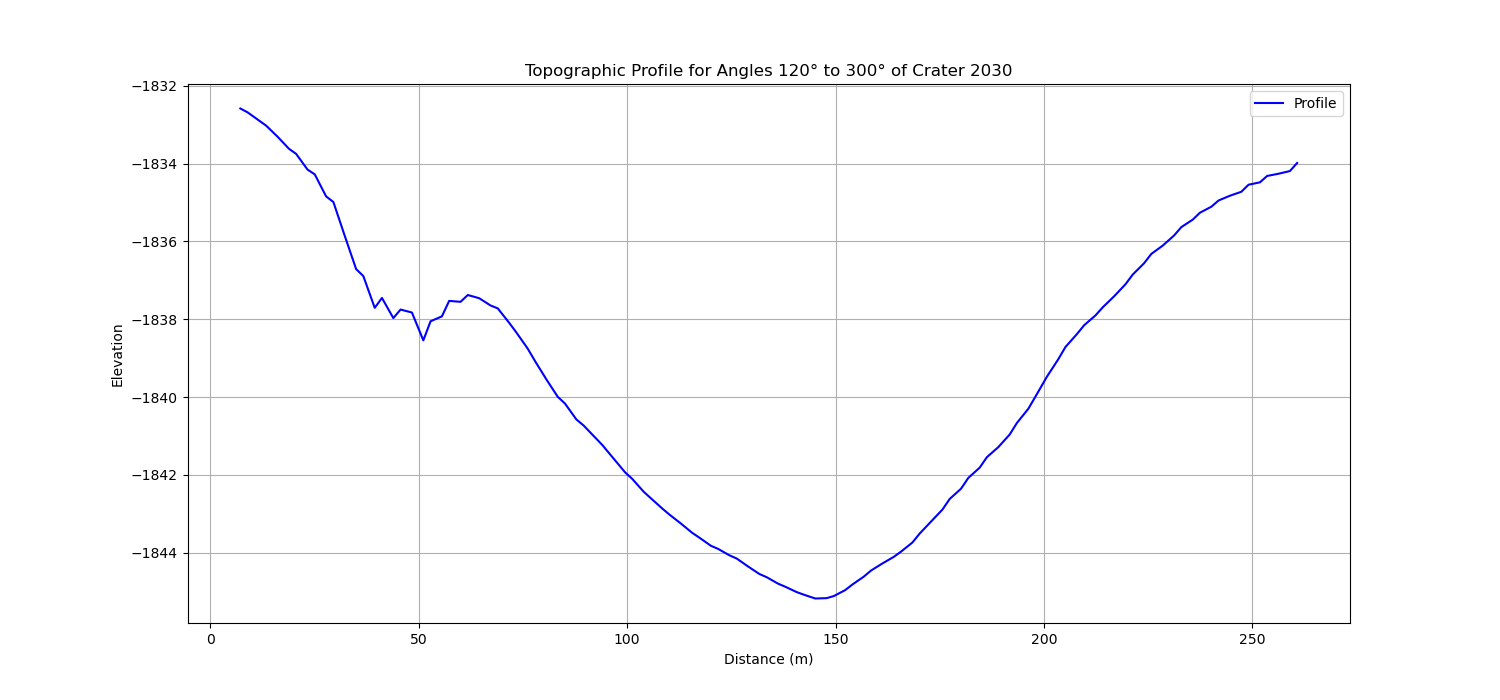 Topographic Profile for Angles 120° to 300° of Crater 2030
Profile
Elevation
−1832
−1834
−1836
−1838
−1840
−1842
−1844
0 50 100 150 200 250
Distance (m)